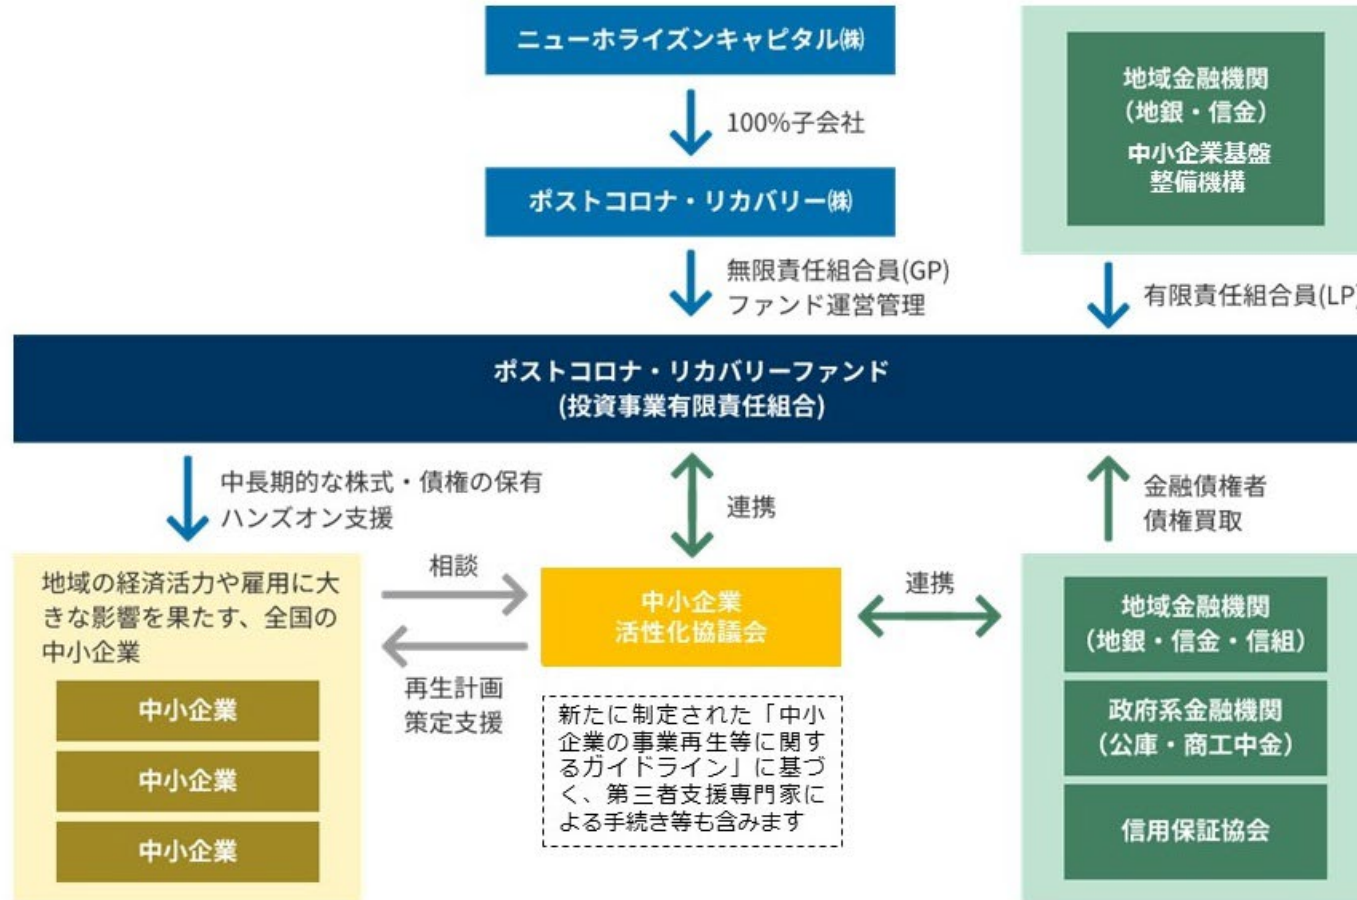 ニューホライズンキャピタル㈱
100%子会社
ポストコロナ・リカバリー㈱
無限責任組合員(GP)
ファンド運営管理
地域金融機関
（地銀・信金）
中小企業基盤
整備機構
有限責任組合員(LP)
ポストコロナ・リカバリーファンド
(投資事業有限責任組合)
中長期的な株式・債権の保有
ハンズオン支援
連携
金融債権者
債権買取
地域の経済活力や雇用に大
きな影響を果たす、全国の
中小企業
中小企業
中小企業
中小企業
相談
再生計画
策定支援
中小企業
活性化協議会
連携
新たに制定された「中小
企業の事業再生等に関す
るガイドライン」に基づ
く、第三者支援専門家に
よる手続き等も含みます
地域金融機関
（地銀・信金・信組）
政府系金融機関
（公庫・商工中金）
信用保証協会